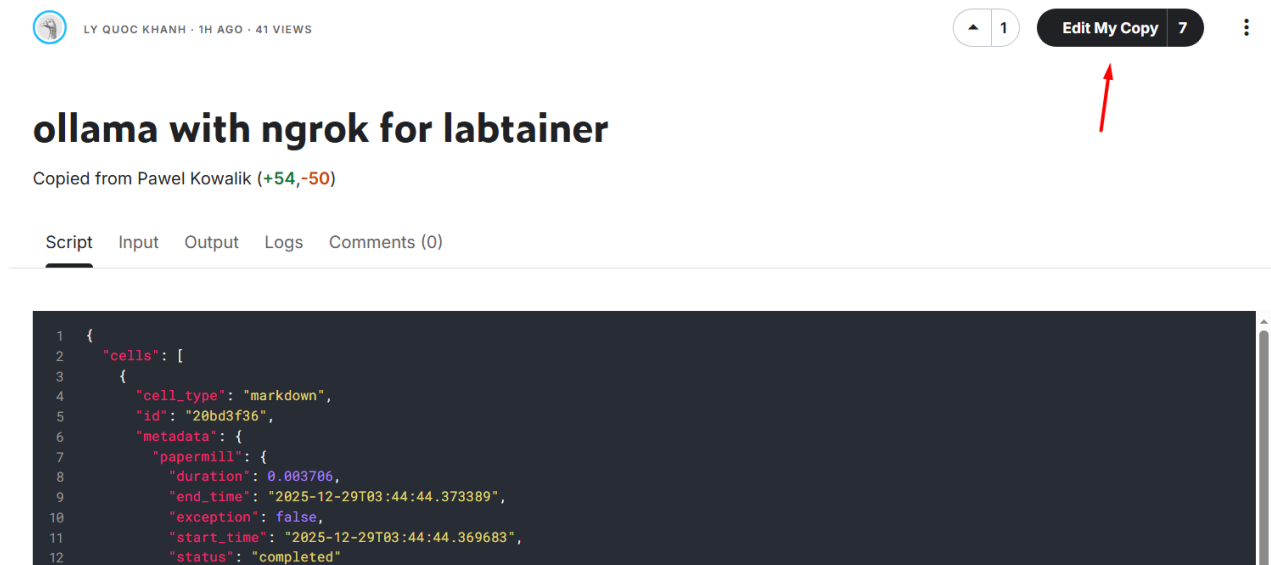 LY QUOC KHANH · 1H AGO · 41 VIEWS
1
Edit My Copy 7
ollama with ngrok for labtainer
Copied from Pawel Kowalik (+54,-50)
Script Input Output Logs Comments (0)
1 {
2 "cells": [
3 {
4 "cell_type": "markdown",
5 "id": "20bd3f36",
6 "metadata": {
7 "papermill": {
8 "duration": 0.003706,
9 "end_time": "2025-12-29T03:44:44.373389",
10 "exception": false,
11 "start_time": "2025-12-29T03:44:44.369683",
12 "status": "completed"